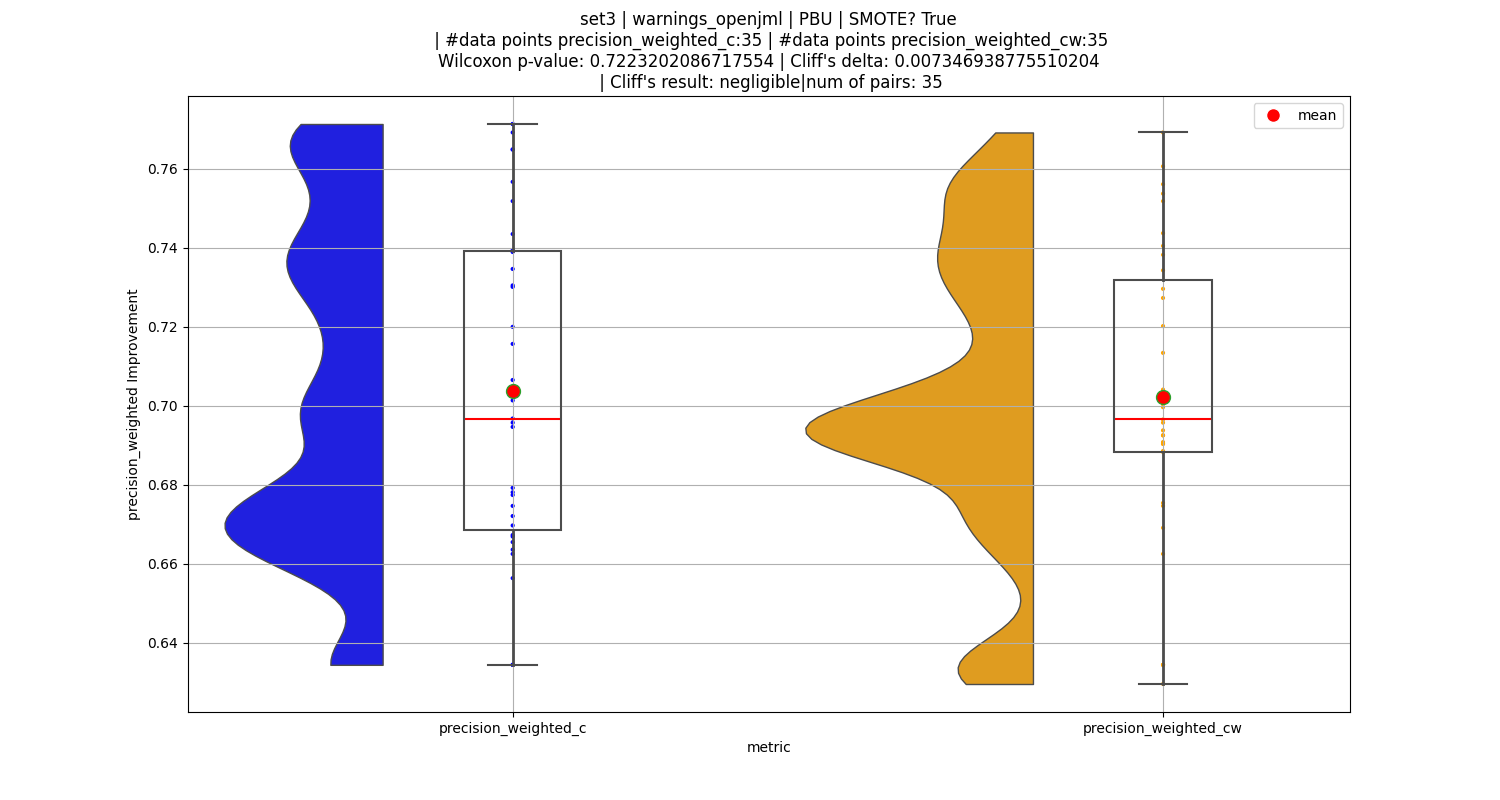 set3 | warnings_openjml | PBU | SMOTE? True
| #data points precision_weighted_c:35 | #data points precision_weighted_cw:35
Wilcoxon p-value: 0.7223202086717554 | Cliff's delta: 0.007346938775510204
| Cliff's result: negligible|num of pairs: 35
mean
0.76
0.74
0.72
0.70
0.68
0.66
0.64
precision_weighted Improvement
precision_weighted_c
precision_weighted_cw
metric